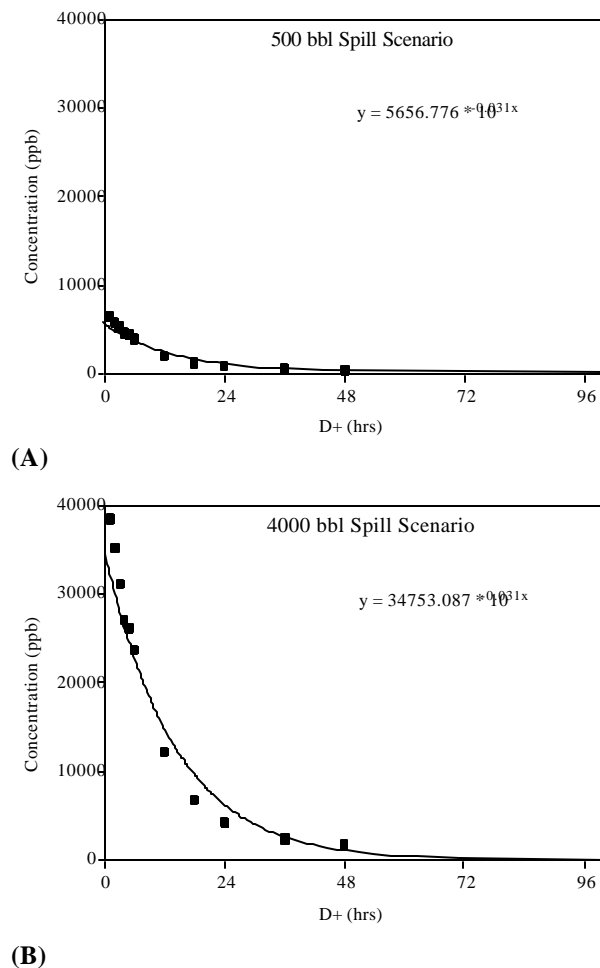 40000
500 bbl Spill Scenario
30000
y = 5656.776 * 10^-0.031x
Concentration (ppb)
20000
10000
0
0 24 48 72 96
D+ (hrs)
(A)
40000
4000 bbl Spill Scenario
30000
y = 34753.087 * 10^-0.031x
Concentration (ppb)
20000
10000
0
0 24 48 72 96
D+ (hrs)
(B)